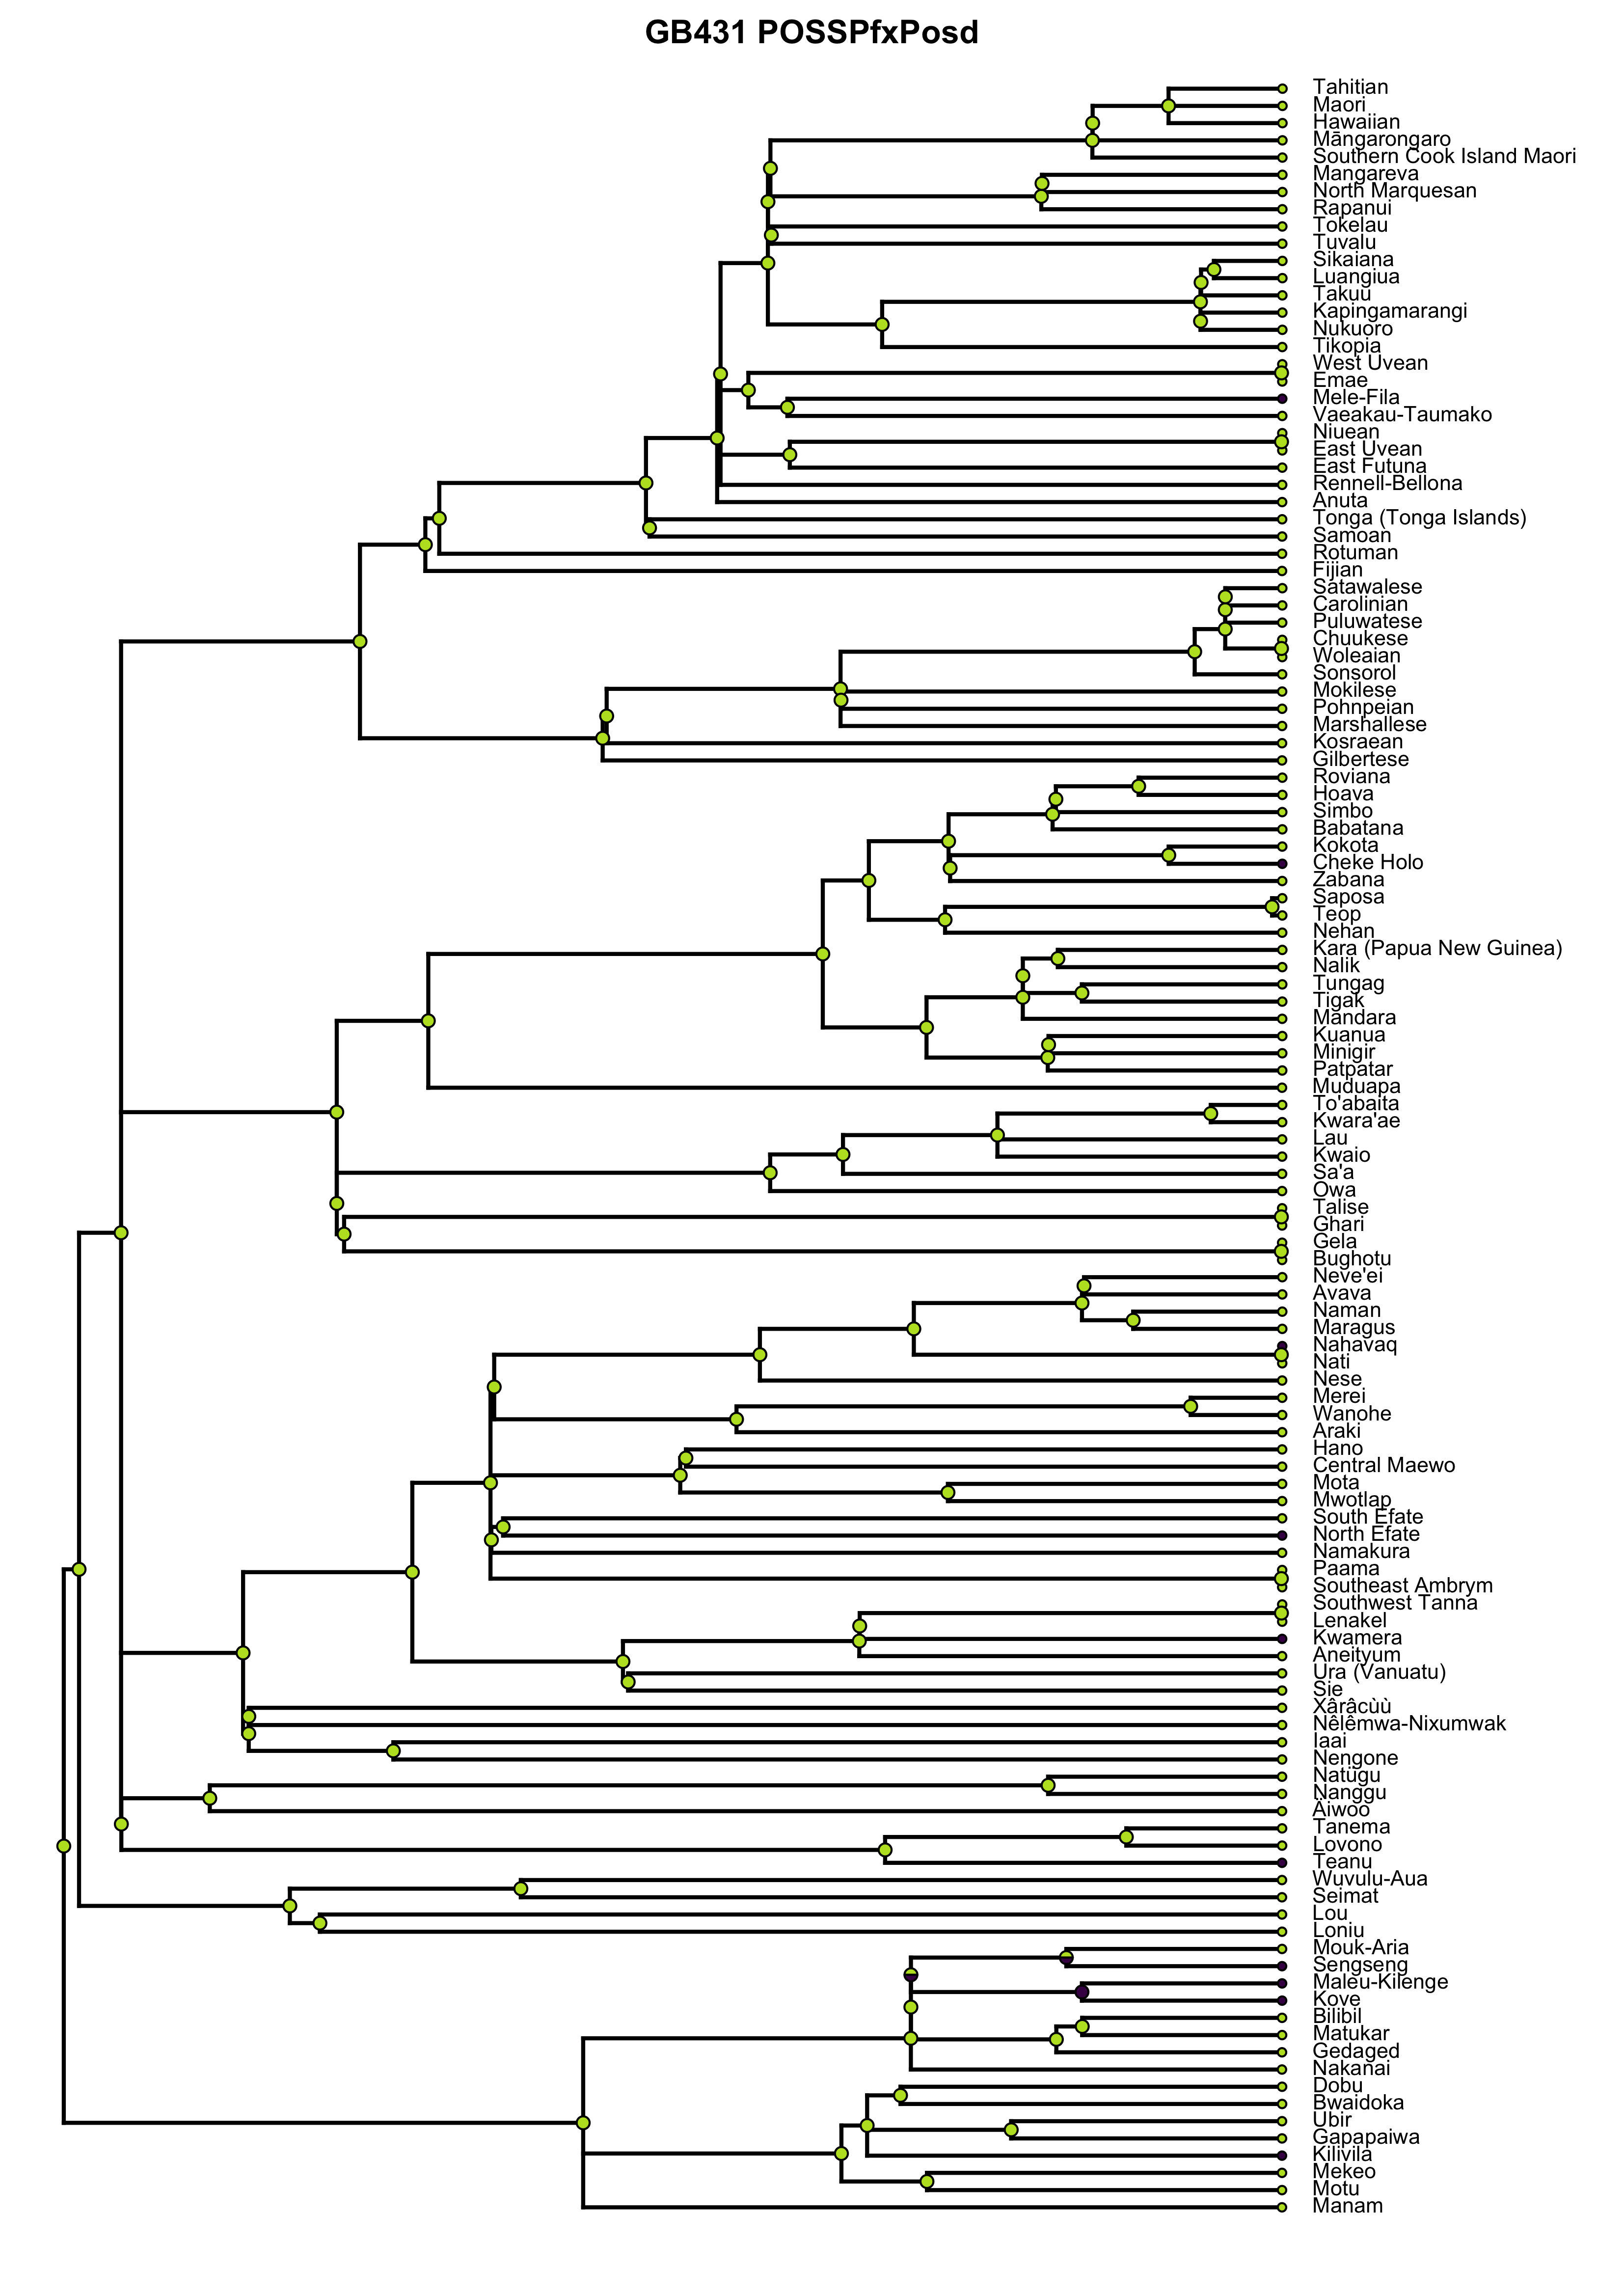 GB431 POSSPfxPosd
Tahitian
Maori
Hawaiian
Māngarongaro
Southern Cook Island Maori
Mangareva
North Marquesan
Rapanui
Tokelau
Tuvalu
Sikaiana
Luangiua
Takuu
Kapingamarangi
Nukuoro
Tikopia
West Uvean
Emae
Mele-Fila
Vaeakau-Taumako
Niuean
East Uvean
East Futuna
Rennell-Bellona
Anuta
Tonga (Tonga Islands)
Samoan
Rotuman
Fijian
Satawalese
Carolinian
Puluwatese
Chuukese
Woleaian
Sonsorol
Mokilese
Pohnpeian
Marshallese
Kosraean
Gilbertese
Roviana
Hoava
Simbo
Babatana
Kokota
Cheke Holo
Zabana
Saposa
Teop
Nehan
Kara (Papua New Guinea)
Nalik
Tungag
Tigak
Mandara
Kuanua
Minigir
Patpatar
Muduapa
To'abaita
Kwara'ae
Lau
Kwaio
Sa'a
Owa
Talise
Ghari
Gela
Bughotu
Neve'ei
Avava
Naman
Maragus
Nahavaq
Nati
Nese
Merei
Wanohe
Araki
Hano
Central Maewo
Mota
Mwotlap
South Efate
North Efate
Namakura
Paama
Southeast Ambrym
Southwest Tanna
Lenakel
Kwamera
Aneityum
Ura (Vanuatu)
Sie
Xârâcùù
Nêlêmwa-Nixumwak
Iaai
Nengone
Natügu
Nanggu
Äiwoo
Tanema
Lovono
Teanu
Wuvulu-Aua
Seimat
Lou
Loniu
Mouk-Aria
Sengseng
Maleu-Kilenge
Kove
Bilibil
Matukar
Gedaged
Nakanai
Dobu
Bwaidoka
Ubir
Gapapaiwa
Kilivila
Mekeo
Motu
Manam